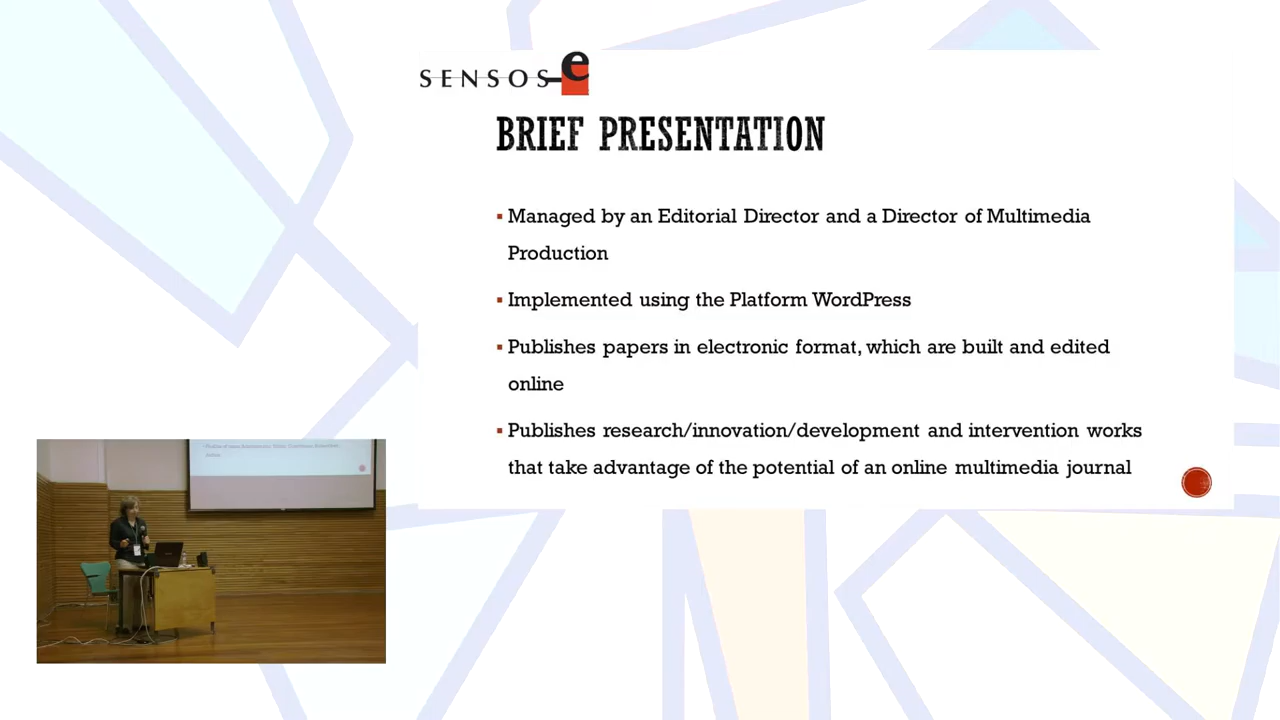 SENSOS-e
BRIEF PRESENTATION
▪ Managed by an Editorial Director and a Director of Multimedia
Production
▪ Implemented using the Platform WordPress
▪ Publishes papers in electronic format, which are built and edited
online
▪ Publishes research/innovation/development and intervention works
that take advantage of the potential of an online multimedia journal